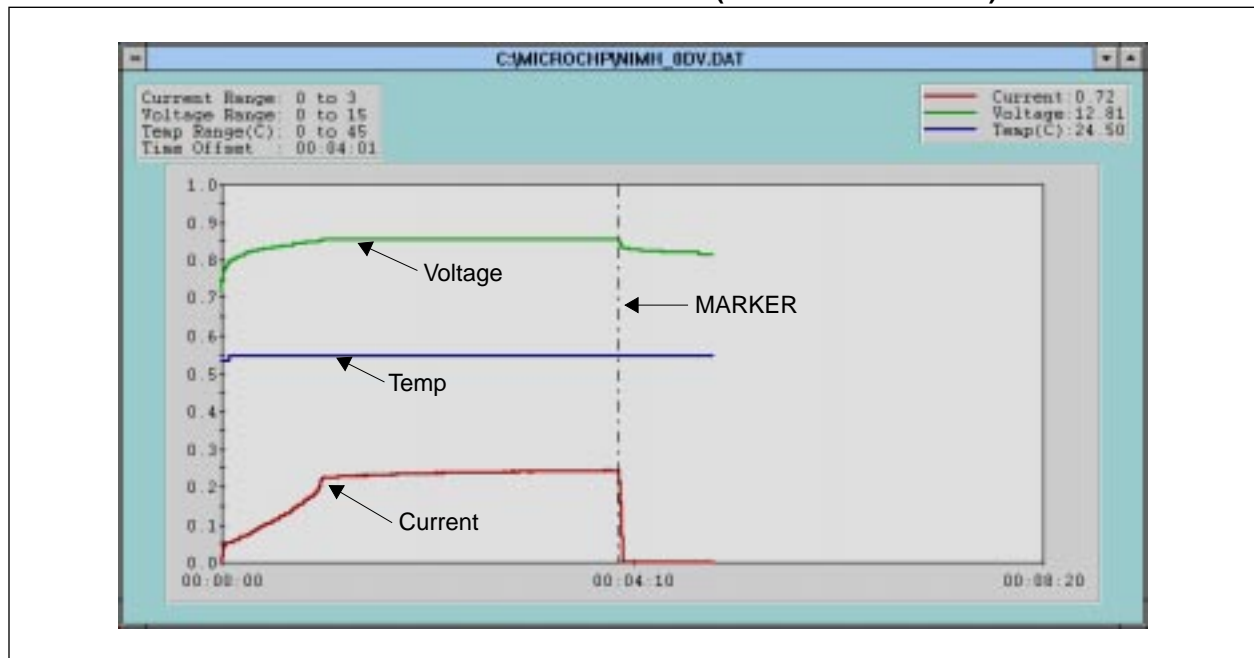 C:\MICROCHP\NIMH_0DV.DAT
Current Range: 0 to 3
Voltage Range: 0 to 15
Temp Range(C): 0 to 45
Time Offset : 00:04:01
Current:0.72
Voltage:12.81
Temp(C):24.50
1.0
0.9
0.8
0.7
0.6
0.5
0.4
0.3
0.2
0.1
0.0
Voltage
MARKER
Temp
Current
00:00:00
00:04:10
00:08:20